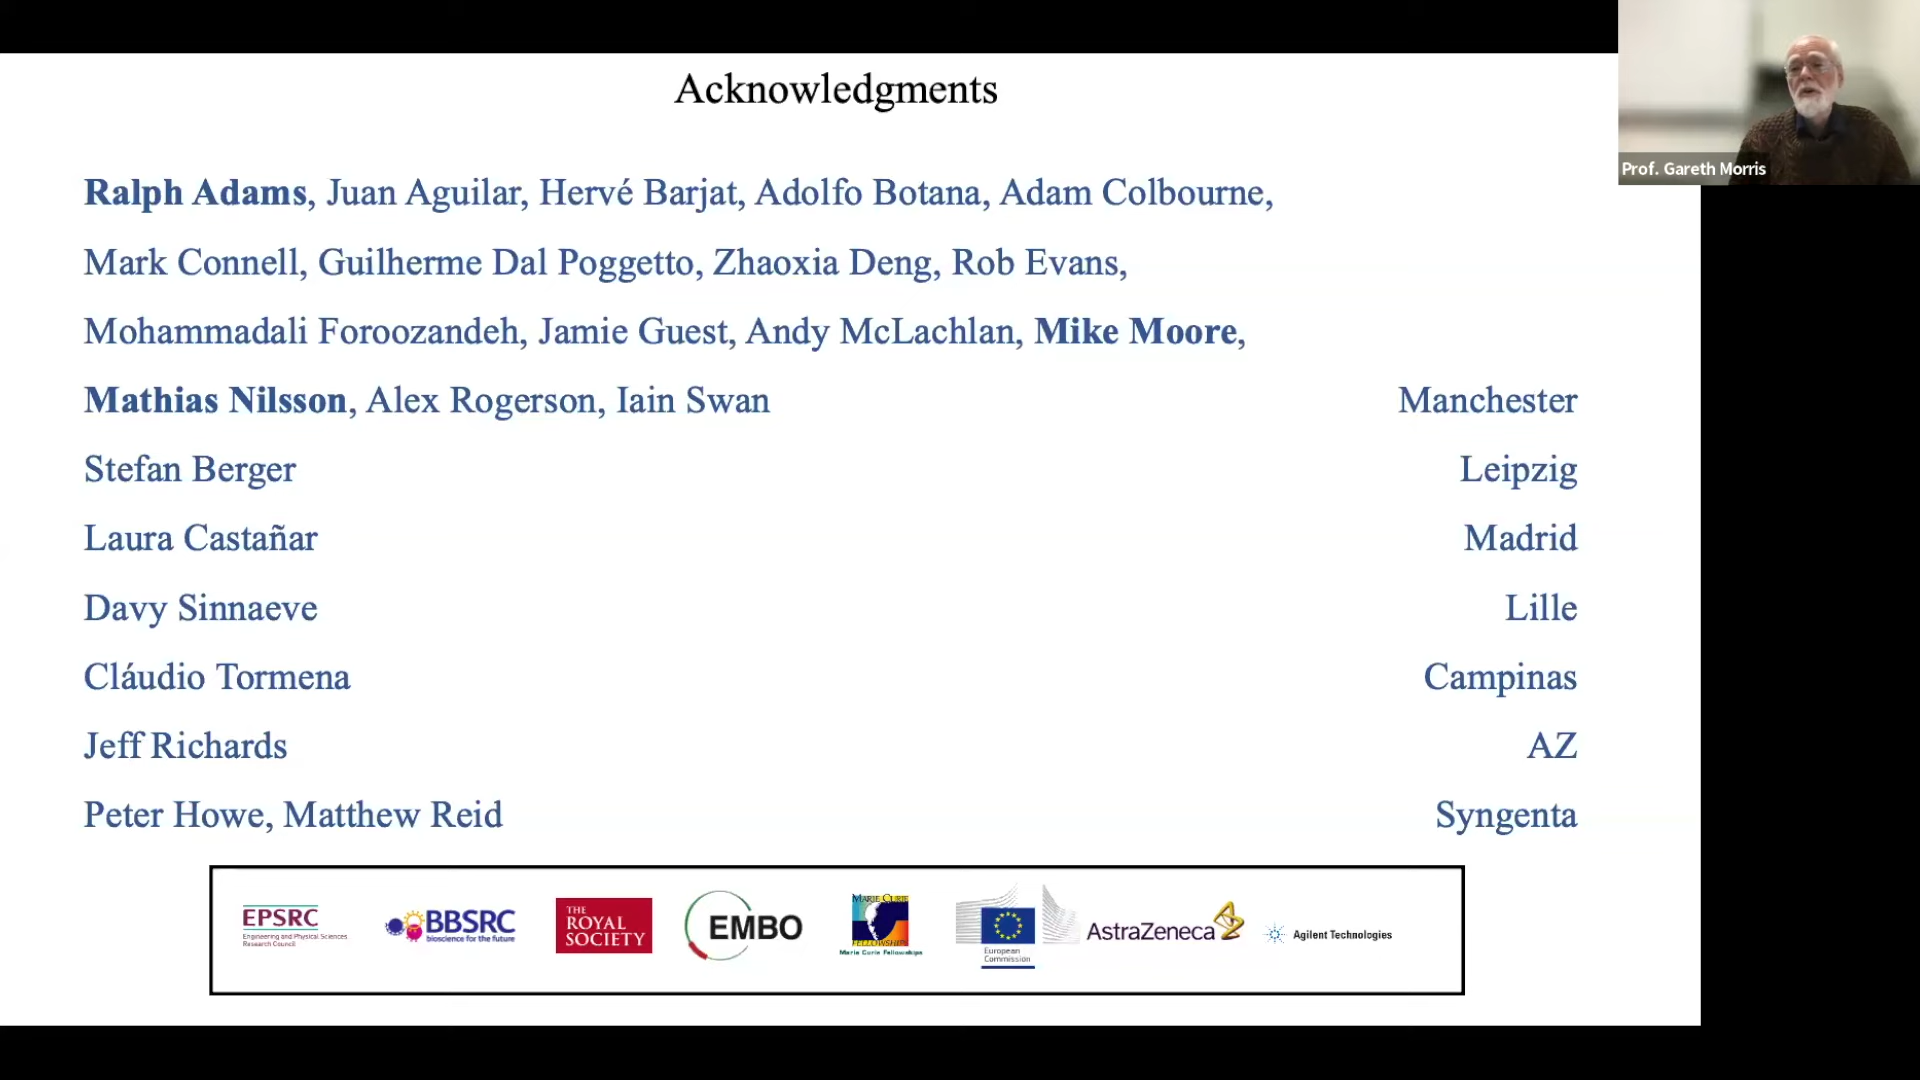 Acknowledgments
Prof. Gareth Morris
Ralph Adams, Juan Aguilar, Hervé Barjat, Adolfo Botana, Adam Colbourne,
Mark Connell, Guilherme Dal Poggetto, Zhaoxia Deng, Rob Evans,
Mohammadali Foroozandeh, Jamie Guest, Andy McLachlan, Mike Moore,
Mathias Nilsson, Alex Rogerson, Iain Swan Manchester
Stefan Berger Leipzig
Laura Castañar Madrid
Davy Sinnaeve Lille
Cláudio Tormena Campinas
Jeff Richards AZ
Peter Howe, Matthew Reid Syngenta
EPSRC
Engineering and Physical Sciences
Research Council
BBSRC
bioscience for the future
THE
ROYAL
SOCIETY
EMBO
MARIE CURIE
FELLOWSHIPS
Marie Curie Fellowships
European
Commission
AstraZeneca
Agilent Technologies